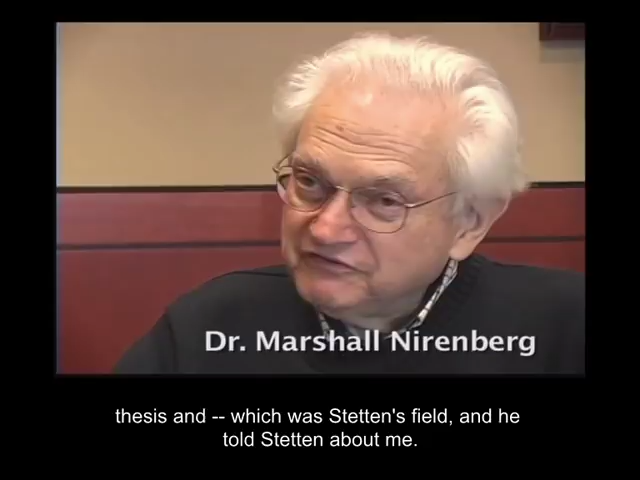 Dr. Marshall Nirenberg
thesis and -- which was Stetten's field, and he
told Stetten about me.